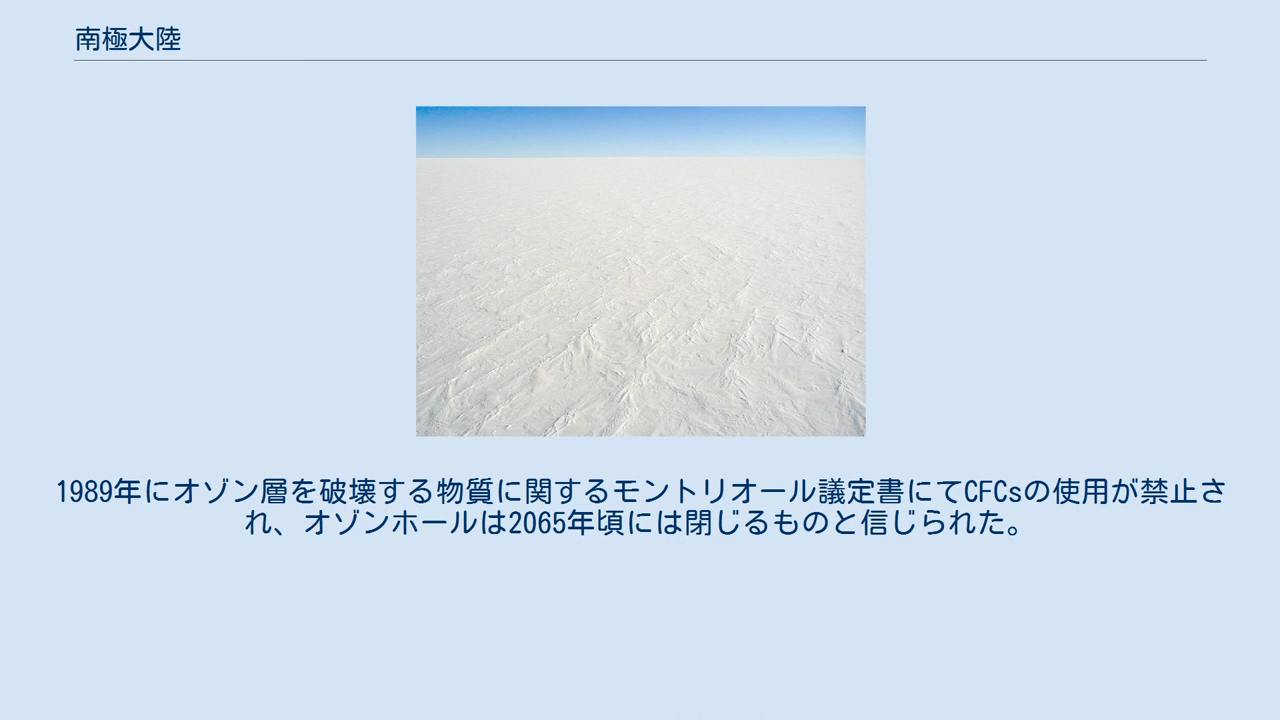 南極大陸
1989年にオゾン層を破壊する物質に関するモントリオール議定書にてCFCsの使用が禁止さ
れ、オゾンホールは2065年頃には閉じるものと信じられた。